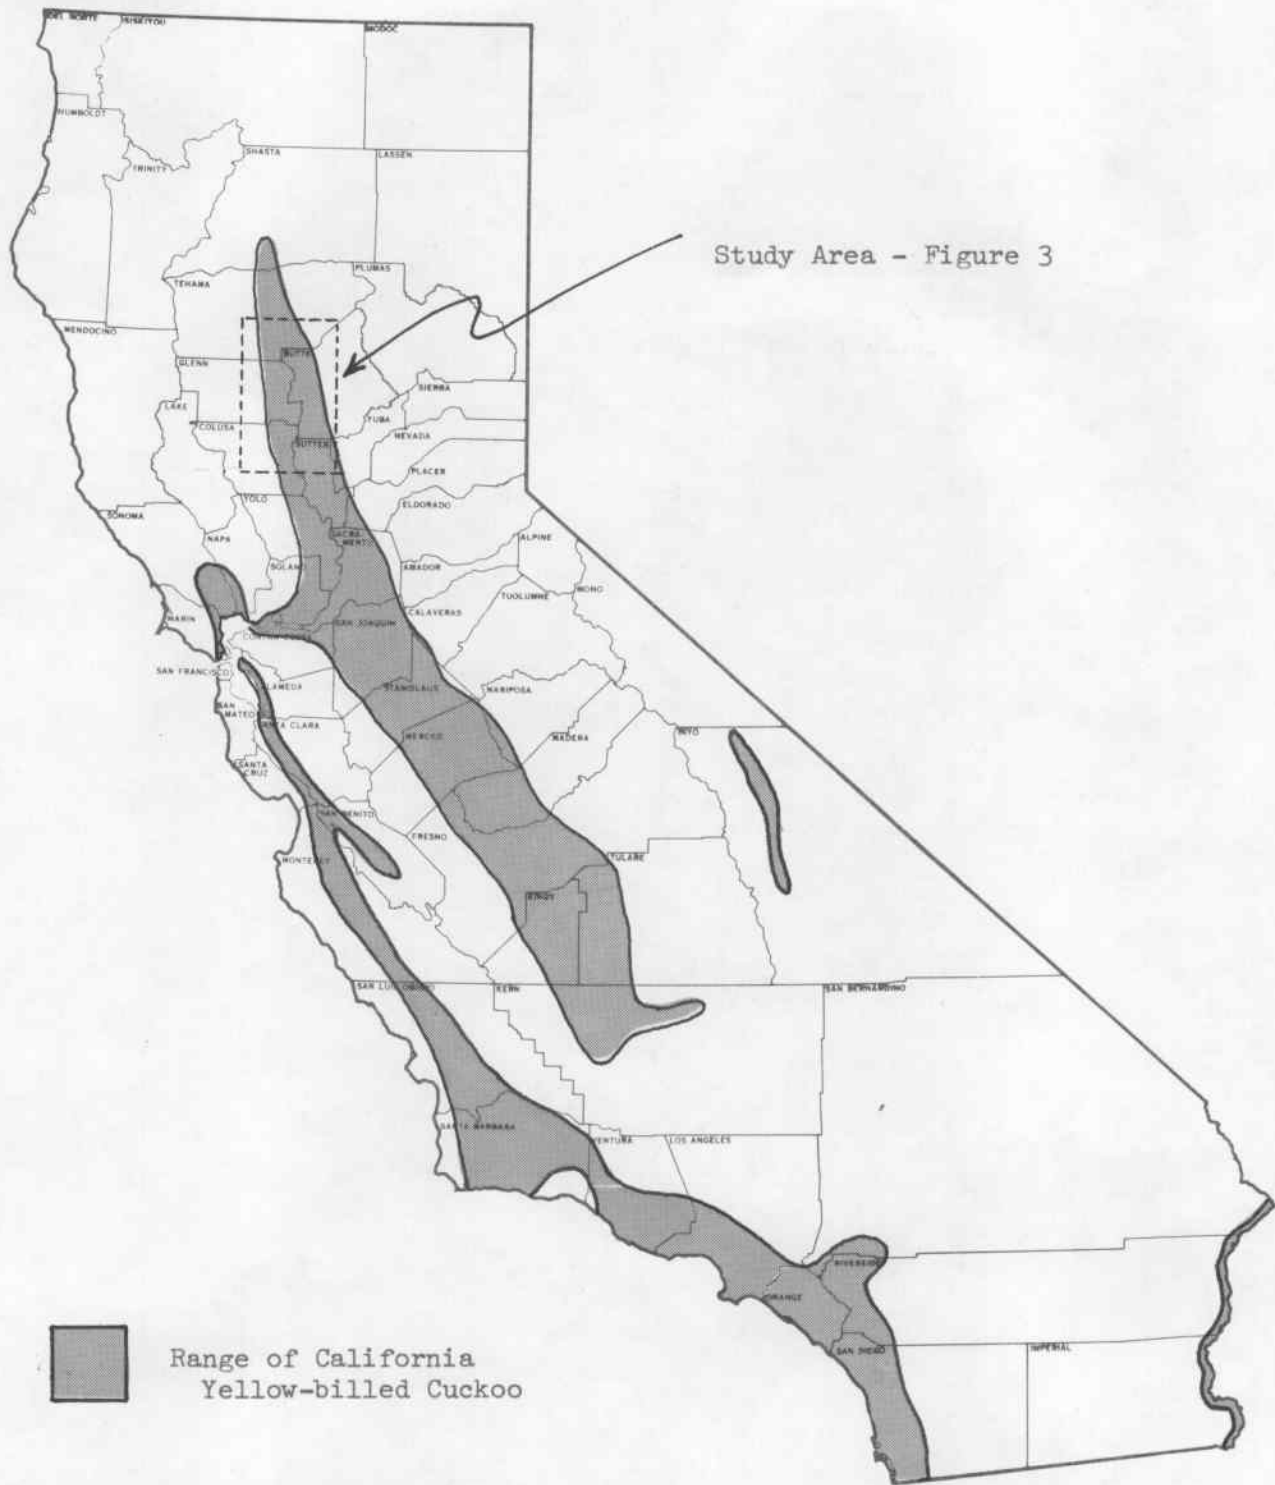 DEL NORTE
SISKIYOU
MODOC
HUMBOLDT
TRINITY
SHASTA
LASSEN
Study Area - Figure 3
TEHAMA
PLUMAS
MENDOCINO
GLENN
BUTTE
SIERRA
LAKE
COLUSA
YUBA
NEVADA
SUTTER
PLACER
YOLO
ELDORADO
SONOMA
NAPA
SACRA-
MENTO
ALPINE
SOLANO
AMADOR
TUOLUMNE
MONO
MARIN
CALAVERAS
SAN JOAQUIN
CONTRA COSTA
SAN FRANCISCO
ALAMEDA
STANISLAUS
MARIPOSA
SAN
MATEO
SANTA CLARA
MERCED
MADERA
INYO
SANTA
CRUZ
SAN BENITO
FRESNO
MONTEREY
TULARE
KINGS
SAN LUIS OBISPO
KERN
SAN BERNARDINO
SANTA BARBARA
VENTURA
LOS ANGELES
RIVERSIDE
ORANGE
SAN DIEGO
IMPERIAL
Range of California
Yellow-billed Cuckoo